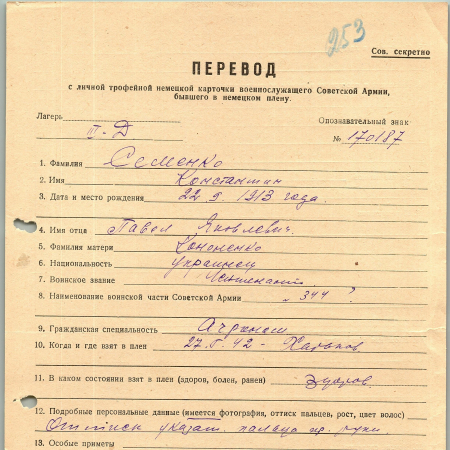 253
Сов. секретно
ПЕРЕВОД
с личной трофейной немецкой карточки военнослужащего Советской Армии,
бывшего в немецком плену.
Лагерь III-Д
Опознавательный знак
№ 170187
1. Фамилия Семенко
2. Имя Константин
3. Дата и место рождения 22 5. 1913 года.
4. Имя отца Павел Яковлевич.
5. Фамилия матери Кононенко
6. Национальность Украинец
7. Воинское звание Лейтенант.
8. Наименование воинской части Советской Армии „344 ?
9. Гражданская специальность Агроном
10. Когда и где взят в плен 27.5.42 - Харьков.
11. В каком состоянии взят в плен (здоров, болен, ранен) Здоров.
12. Подробные персональные данные (имеется фотография, оттиск пальцев, рост, цвет волос)
Оттиск указат. пальца пр. руки.
13. Особые приметы